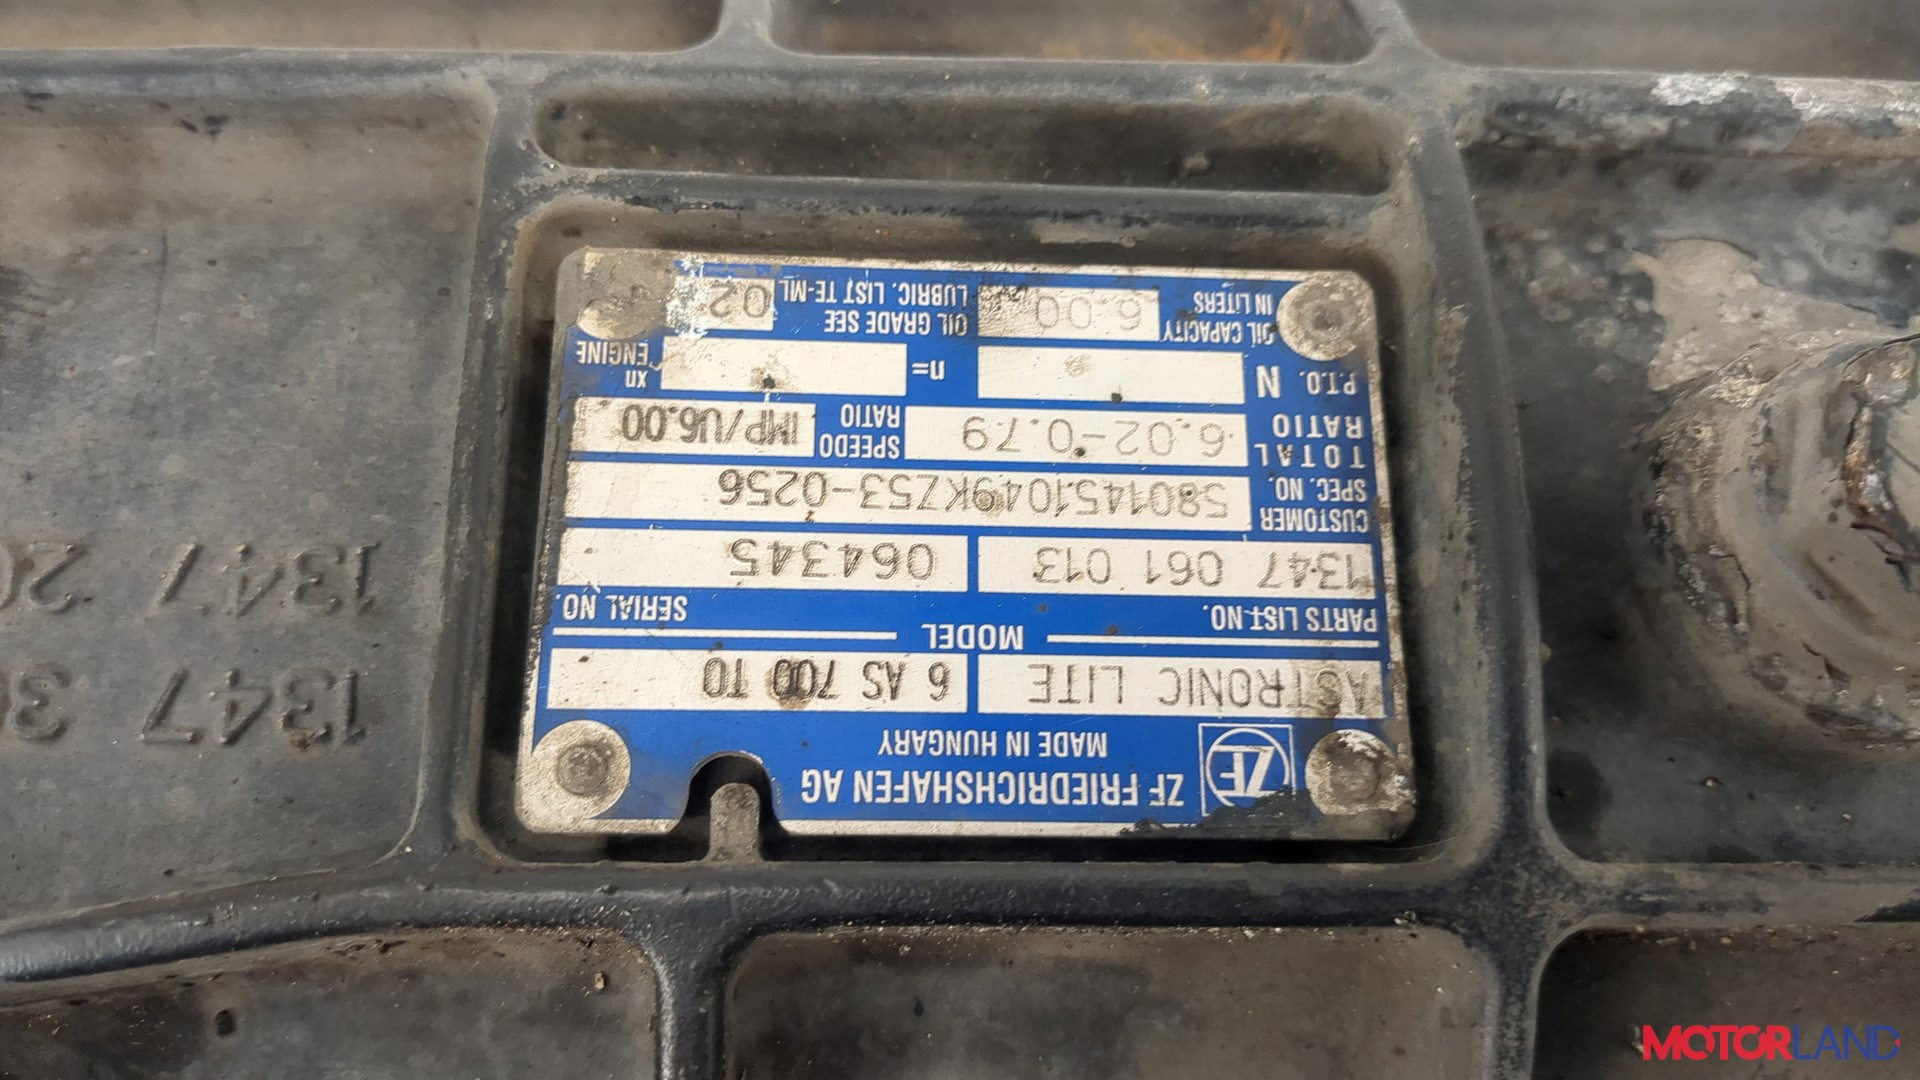 ZF
ZF FRIEDRICHSHAFEN AG
MADE IN HUNGARY
ASTRONIC LITE 6 AS 700 TO
MODEL
PARTS LIST NO. SERIAL NO.
1347 061 013 064345
CUSTOMER SPEC. NO. 5801451049KZ53-0256
TOTAL RATIO 6.02-0.79 SPEEDO RATIO IMP/U6.00
P.T.O. N n= xn ENGINE
OIL CAPACITY IN LITERS 6.00 OIL GRADE SEE LUBRIC. LIST TE-ML 02
1347 3
1347 20
MOTORLAND